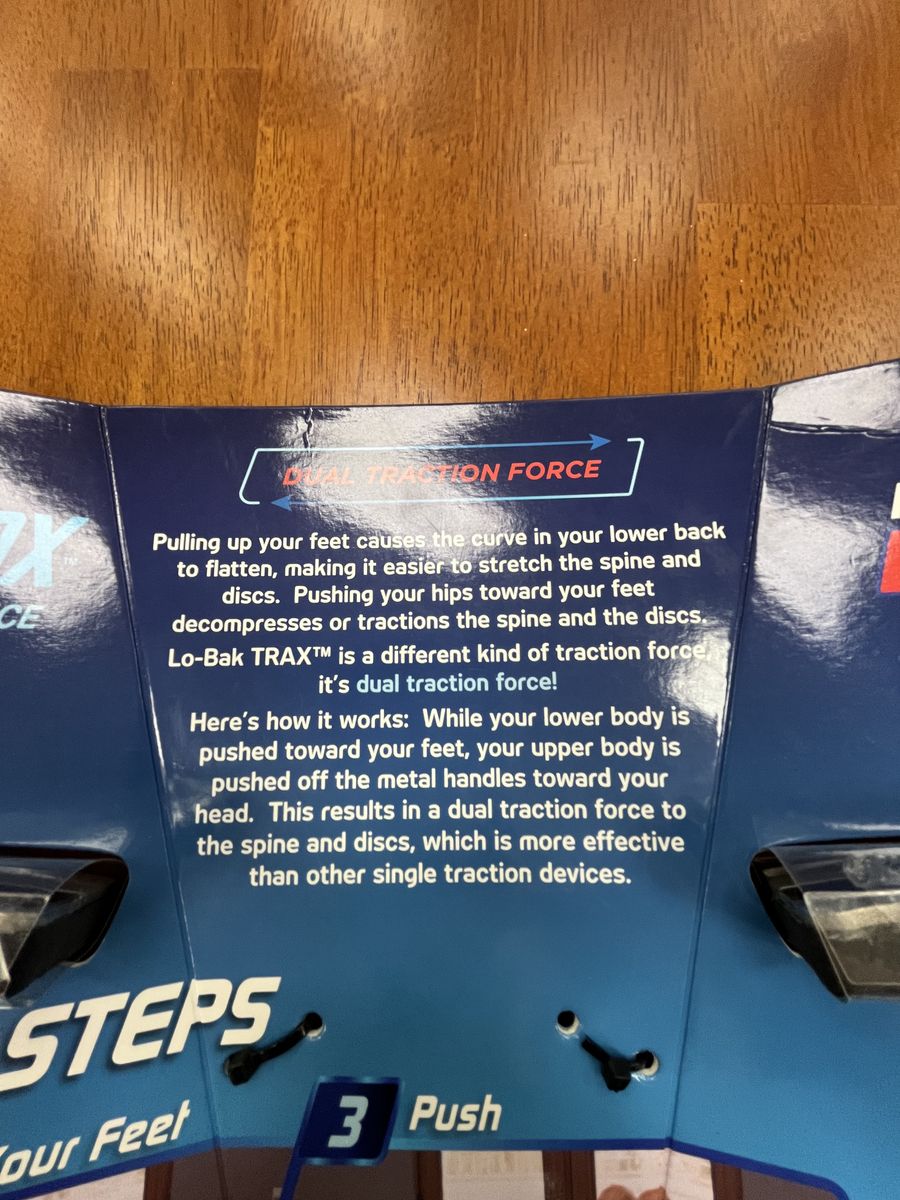 DUAL TRACTION FORCE
Pulling up your feet causes the curve in your lower back
to flatten, making it easier to stretch the spine and
discs. Pushing your hips toward your feet
decompresses or tractions the spine and the discs.
Lo-Bak TRAX™ is a different kind of traction force,
it's dual traction force!
Here's how it works: While your lower body is
pushed toward your feet, your upper body is
pushed off the metal handles toward your
head. This results in a dual traction force to
the spine and discs, which is more effective
than other single traction devices.
STEPS
Your Feet
3 Push